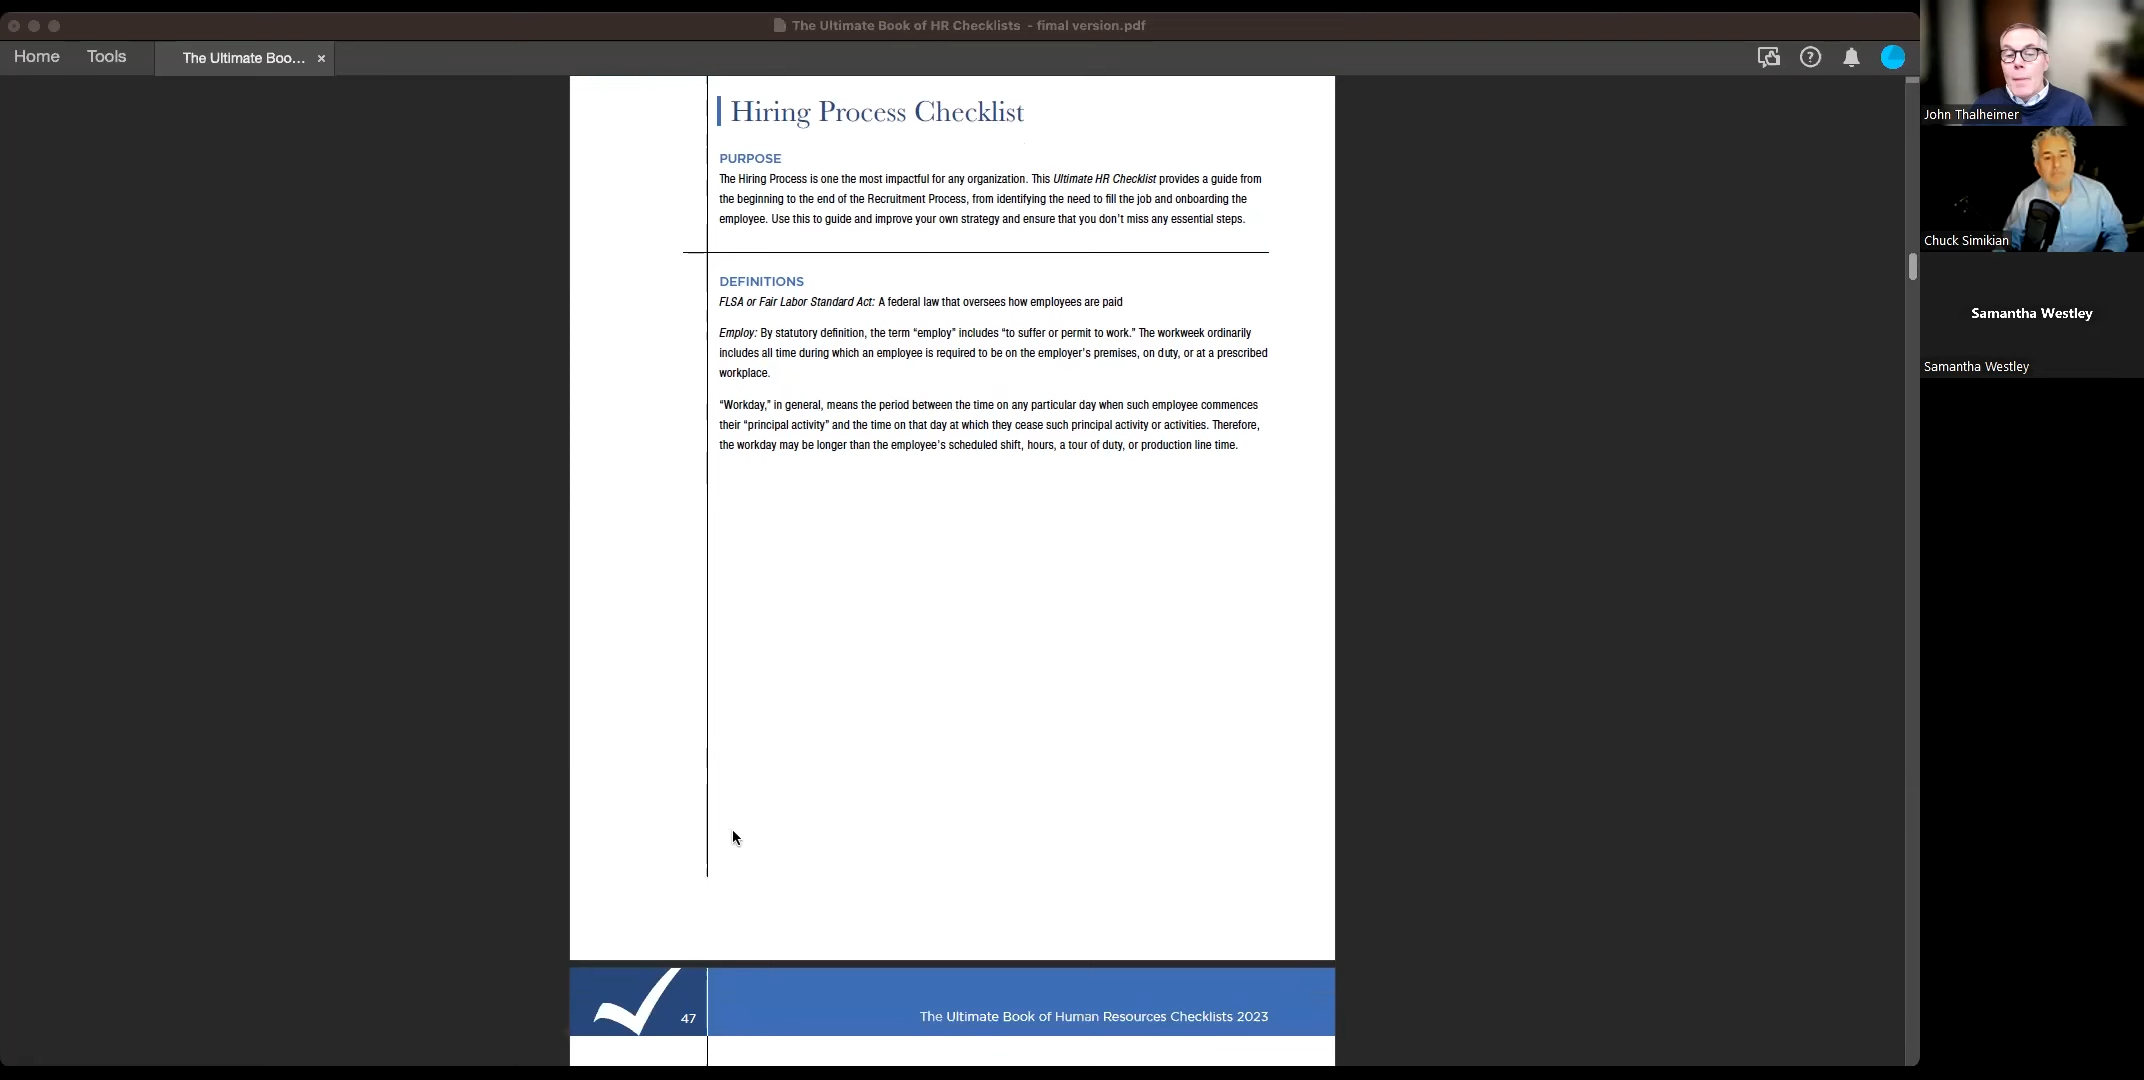 The Ultimate Book of HR Checklists - fimal version.pdf
Home
Tools
The Ultimate Boo... ×
Hiring Process Checklist
PURPOSE
The Hiring Process is one the most impactful for any organization. This Ultimate HR Checklist provides a guide from
the beginning to the end of the Recruitment Process, from identifying the need to fill the job and onboarding the
employee. Use this to guide and improve your own strategy and ensure that you don't miss any essential steps.
DEFINITIONS
FLSA or Fair Labor Standard Act: A federal law that oversees how employees are paid
Employ: By statutory definition, the term “employ” includes “to suffer or permit to work.” The workweek ordinarily
includes all time during which an employee is required to be on the employer's premises, on duty, or at a prescribed
workplace.
“Workday,” in general, means the period between the time on any particular day when such employee commences
their “principal activity” and the time on that day at which they cease such principal activity or activities. Therefore,
the workday may be longer than the employee's scheduled shift, hours, a tour of duty, or production line time.
47
The Ultimate Book of Human Resources Checklists 2023
John Thalheimer
Chuck Simikian
Samantha Westley
Samantha Westley